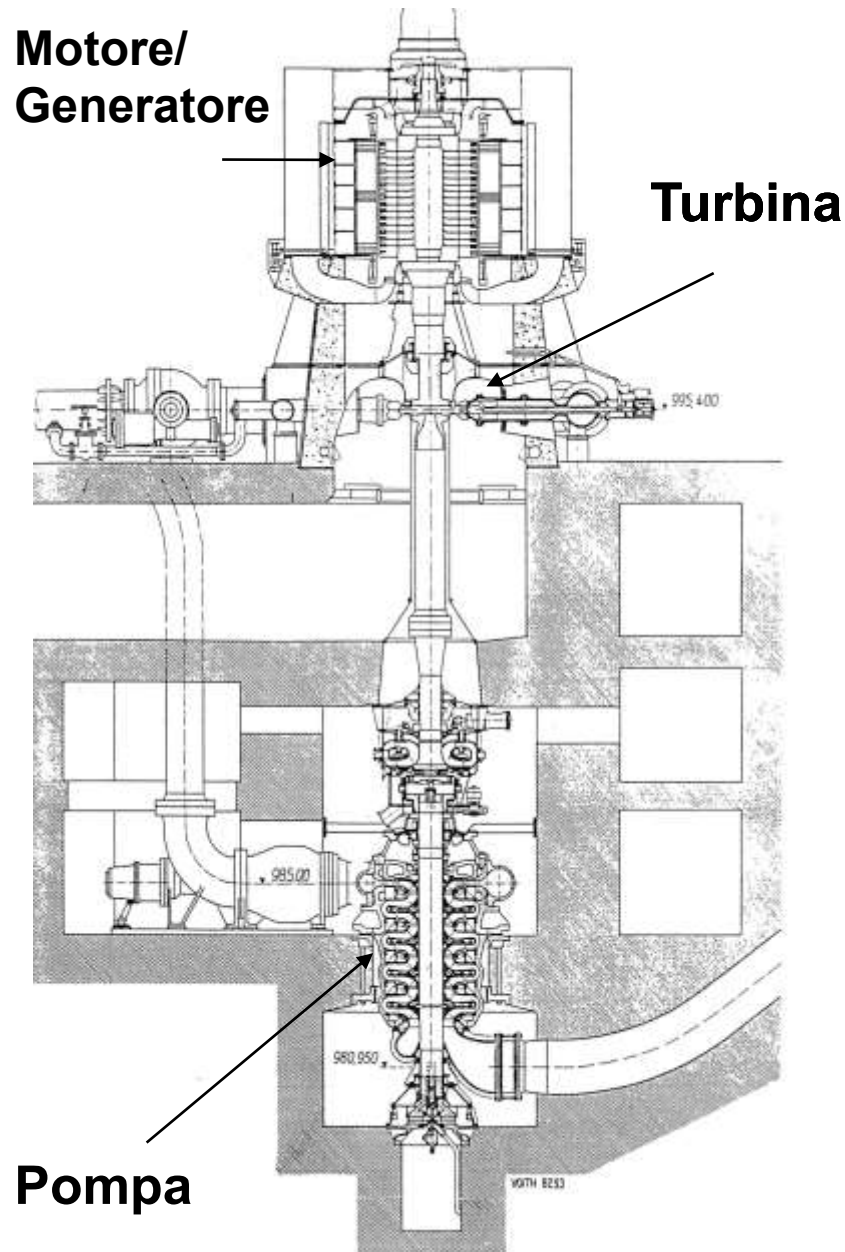 Motore/
Generatore
Turbina
995,400
985,00
980,950
Pompa
VOITH 8253